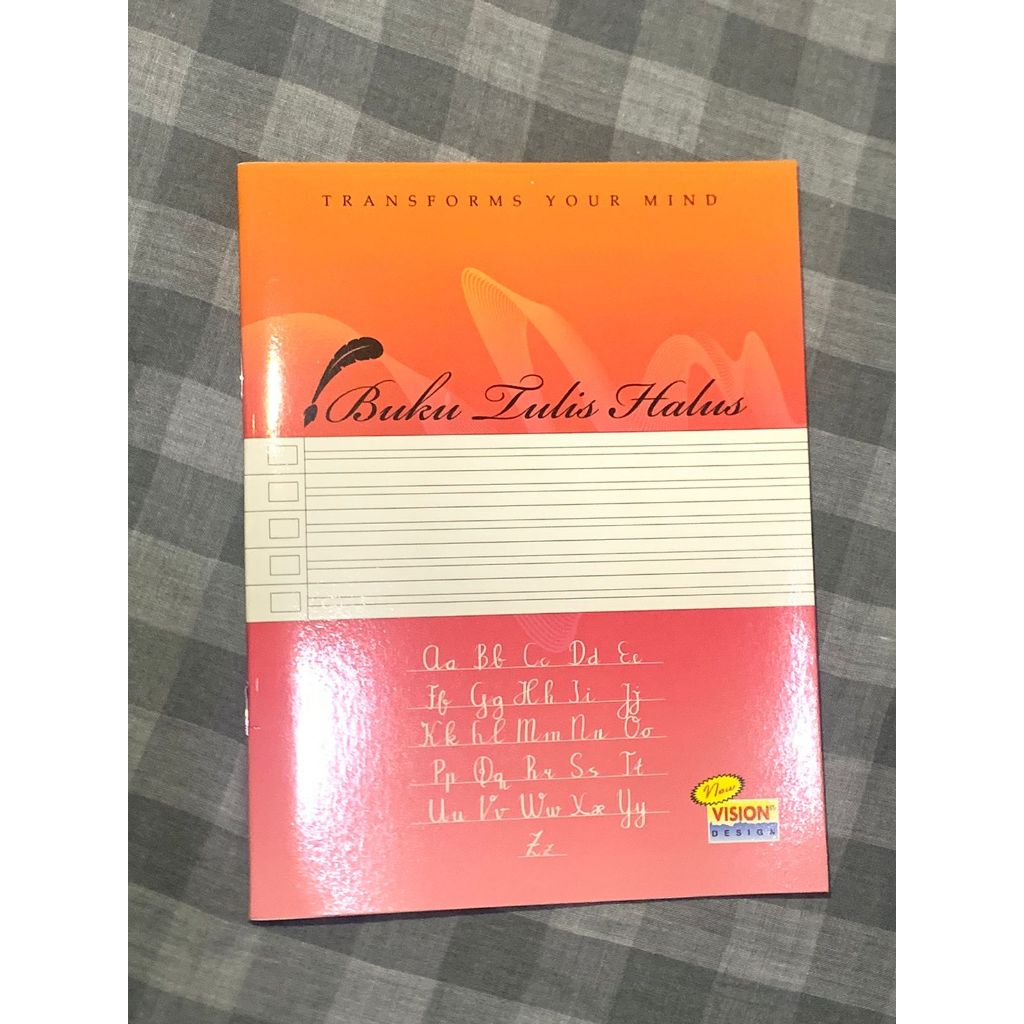 TRANSFORMS YOUR MIND
Buku Tulis Halus
Aa Bb Cc Dd Ee
Ff Gg Hh Ii Jj
Kk Ll Mm Nn Oo
Pp Qq Rr Ss Tt
Uu Vv Ww Xx Yy
Zz
New
VISION
DESIGN